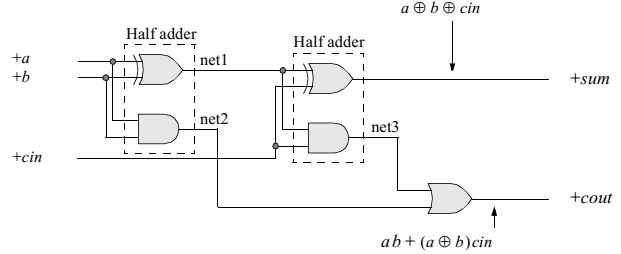 a ⊕ b ⊕ cin
Half adder
Half adder
+a
net1
+b
+sum
net2
net3
+cin
+cout
ab + (a ⊕ b)cin